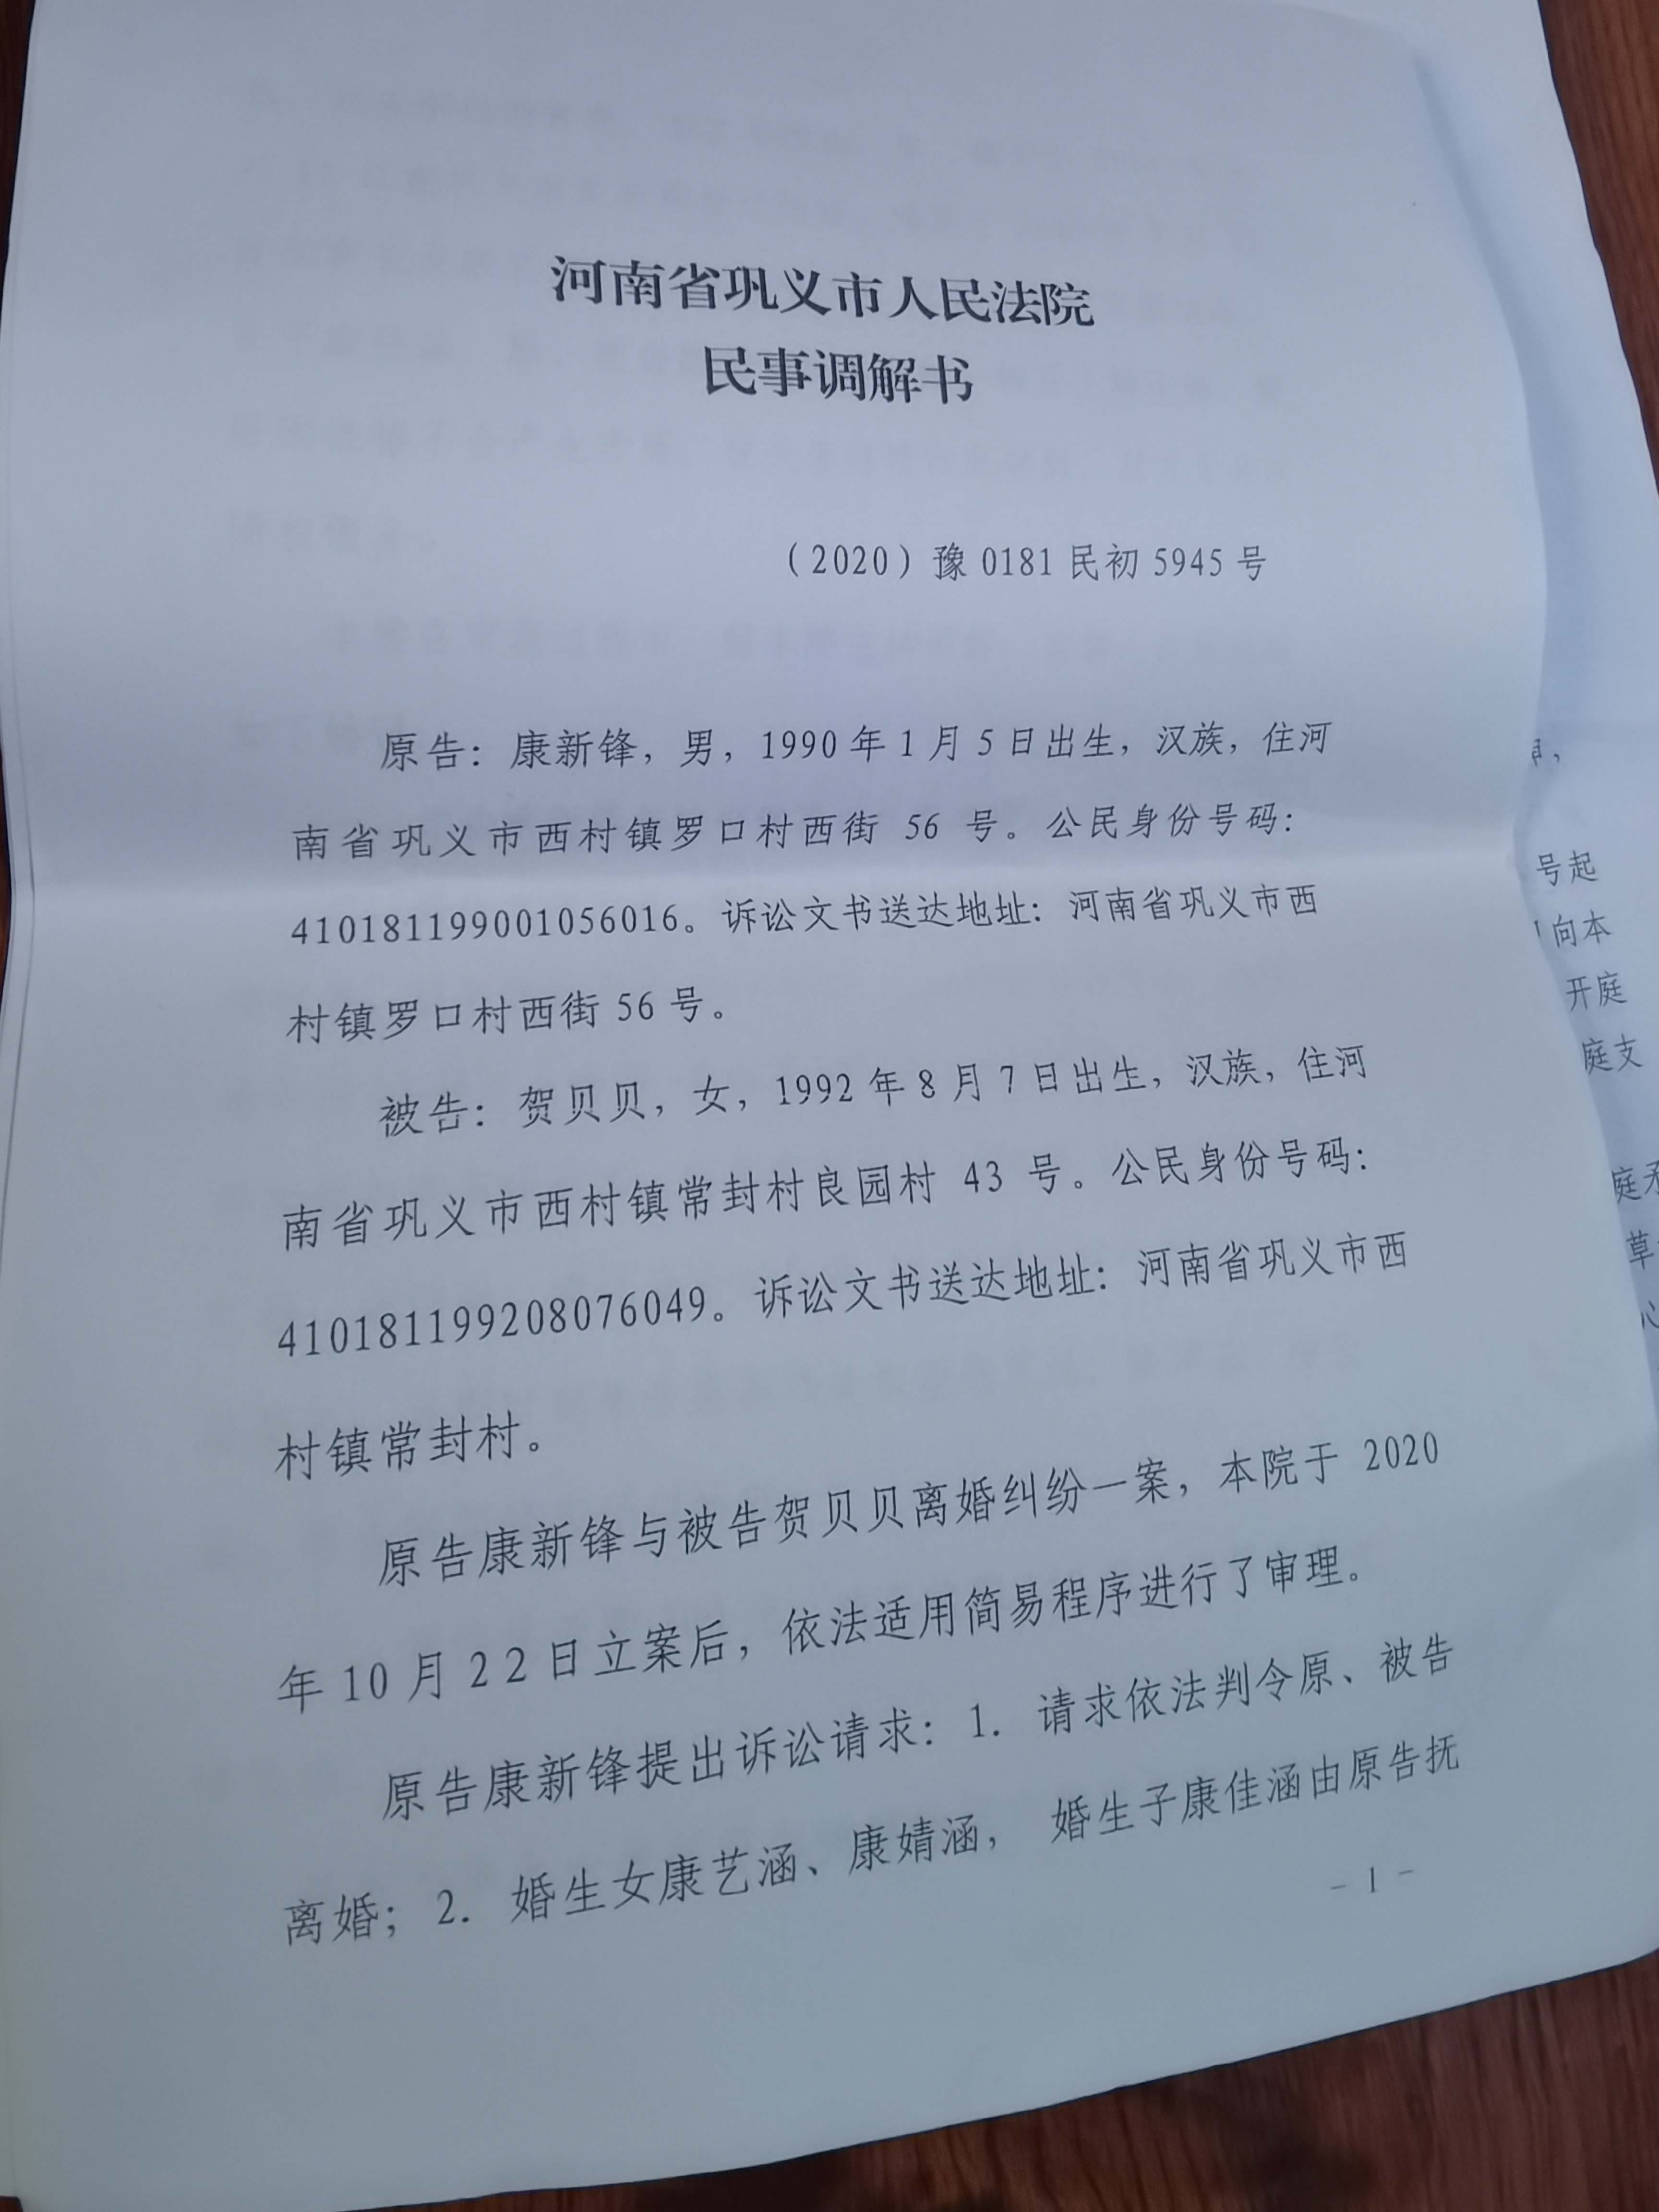 河南省巩义市人民法院
民事调解书
（2020）豫 0181 民初 5945 号
原告：康新锋，男，1990 年 1 月 5 日出生，汉族，住河
南省巩义市西村镇罗口村西街 56 号。公民身份号码：
410181199001056016。诉讼文书送达地址：河南省巩义市西
村镇罗口村西街 56 号。
被告：贺贝贝，女，1992 年 8 月 7 日出生，汉族，住河
南省巩义市西村镇常封村良园村 43 号。公民身份号码：
410181199208076049。诉讼文书送达地址：河南省巩义市西
村镇常封村。
原告康新锋与被告贺贝贝离婚纠纷一案，本院于 2020
年 10 月 22 日立案后，依法适用简易程序进行了审理。
原告康新锋提出诉讼请求：1. 请求依法判令原、被告
离婚；2. 婚生女康艺涵、康婧涵， 婚生子康佳涵由原告抚
- 1 -
号起
向本
开庭
庭支
草